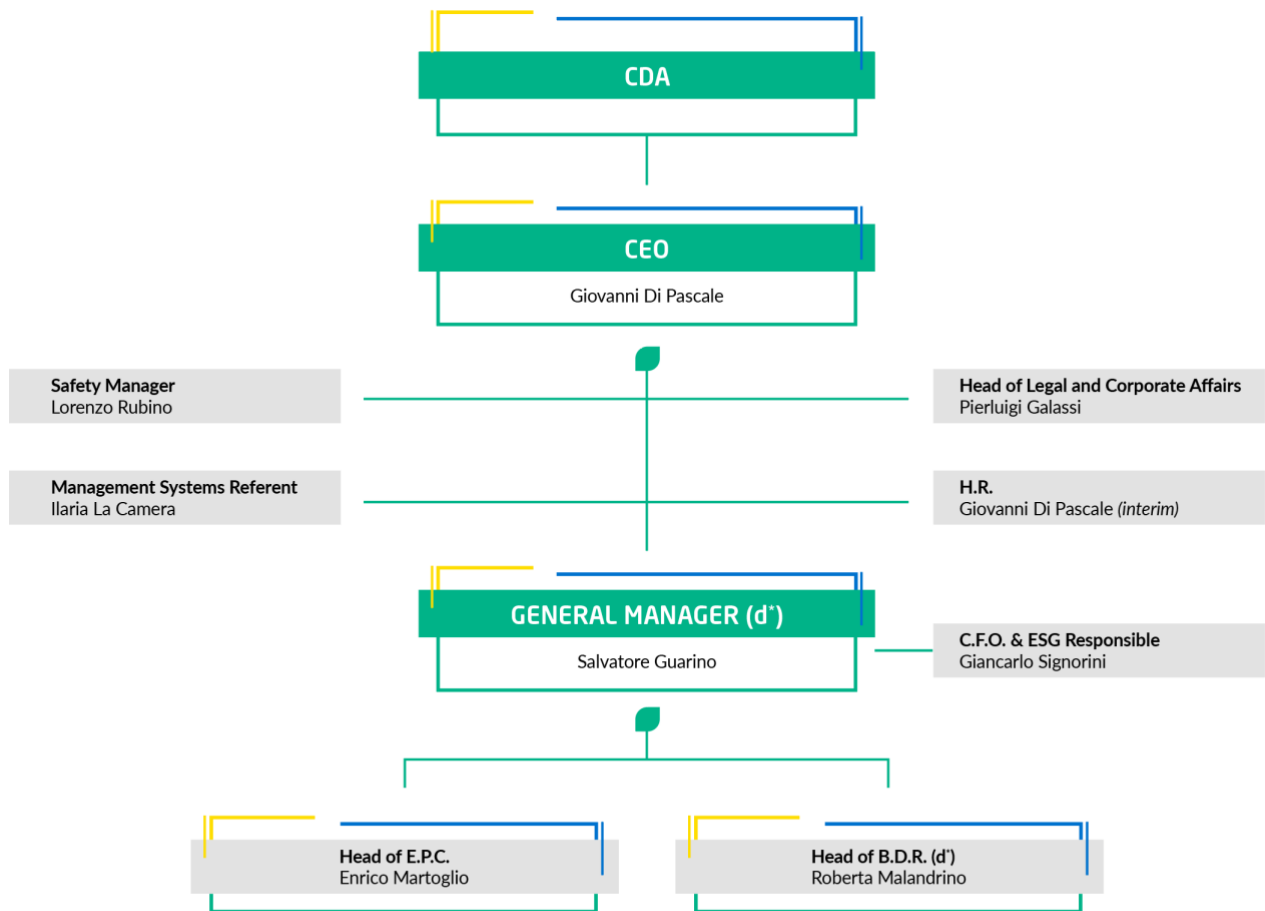 CDA
CEO
Giovanni Di Pascale
Safety Manager
Lorenzo Rubino
Head of Legal and Corporate Affairs
Pierluigi Galassi
Management Systems Referent
Ilaria La Camera
H.R.
Giovanni Di Pascale (interim)
GENERAL MANAGER (d*)
Salvatore Guarino
C.F.O. & ESG Responsible
Giancarlo Signorini
Head of E.P.C.
Enrico Martoglio
Head of B.D.R. (d*)
Roberta Malandrino